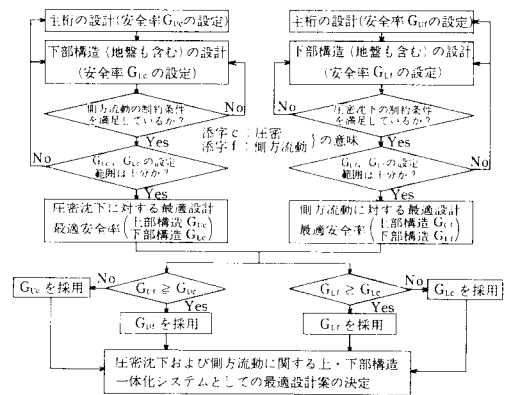 主桁の設計(安全率G_Ucの設定)
下部構造(地盤も含む)の設計
(安全率G_Lcの設定)
側方流動の制約条件
を満足しているか?
No
Yes
G_Uc, G_Lcの設定
範囲は十分か?
No
Yes
圧密沈下に対する最適設計
最適安全率(上部構造 G_Uc
下部構造 G_Lc)
主桁の設計(安全率G_Ufの設定)
下部構造(地盤も含む)の設計
(安全率G_Lfの設定)
圧密沈下の制約条件
を満足しているか?
No
Yes
G_Uf, G_Lfの設定
範囲は十分か?
No
Yes
側方流動に対する最適設計
最適安全率(上部構造 G_Uf
下部構造 G_Lf)
添字c:圧密
添字f:側方流動}の意味
G_Uf ≧ G_Uc
No
Yes
G_Ucを採用
G_Ufを採用
G_Lf ≧ G_Lc
No
Yes
G_Lcを採用
G_Lfを採用
圧密沈下および側方流動に関する上・下部構造
一体化システムとしての最適設計案の決定